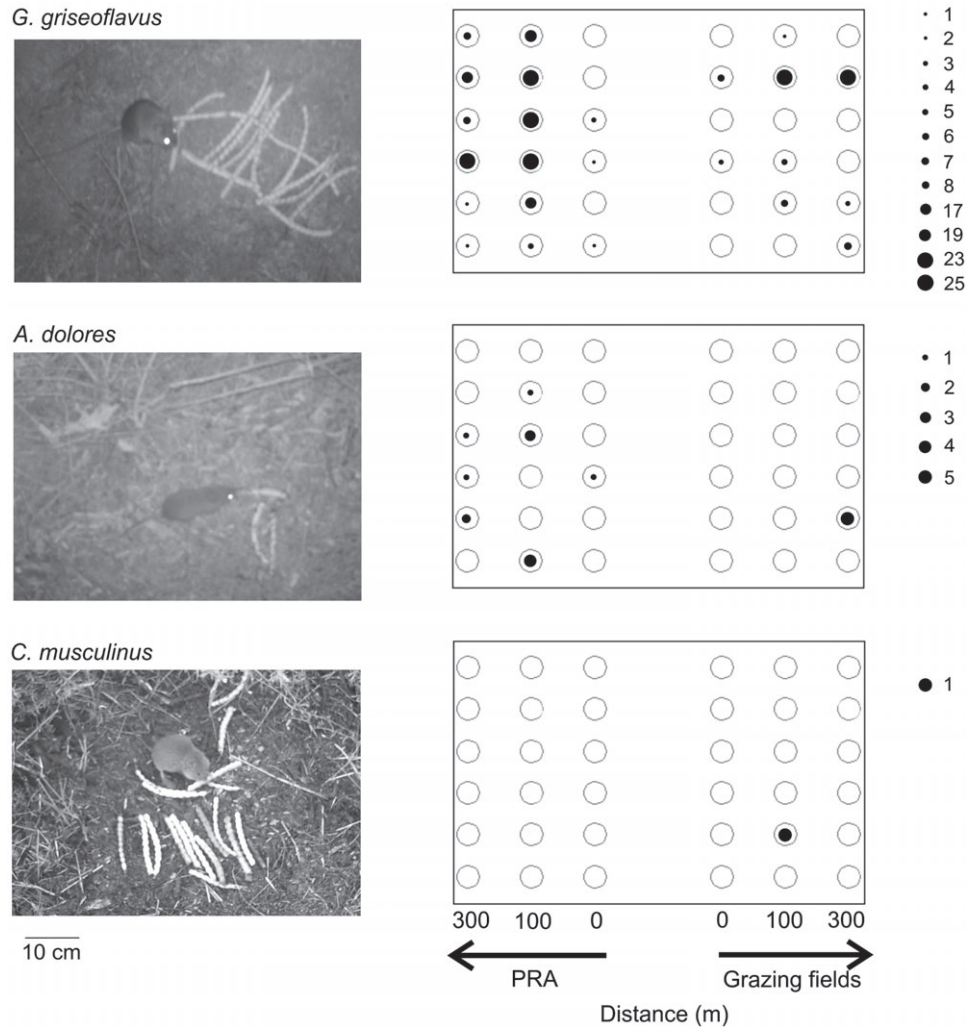 G. griseoflavus
1
2
3
4
5
6
7
8
17
19
23
25
A. dolores
1
2
3
4
5
C. musculinus
1
10 cm
300 100 0 0 100 300
PRA Grazing fields
Distance (m)